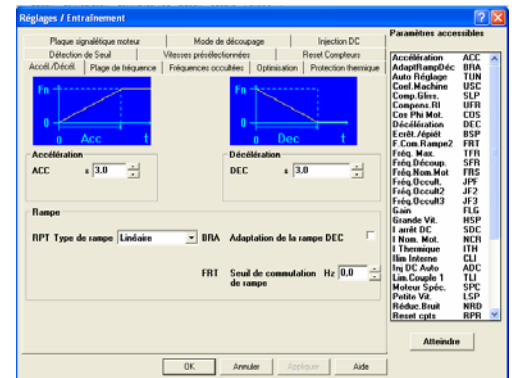 Réglages / Entraînement
Plaque signalétique moteur
Mode de découpage
Injection DC
Détection de Seuil
Vitesses présélectionnées
Reset Compteurs
Accél./Décél.
Plage de fréquence
Fréquences occultées
Optimisation
Protection thermique
Fn
0
0 Acc t
Fn
0
0 Dec t
Accélération
ACC s 3,0
Décélération
DEC s 3,0
Rampe
RPT Type de rampe Linéaire
BRA Adaptation de la rampe DEC
FRT Seuil de commutation de rampe Hz 0,0
OK
Annuler
Appliquer
Aide
Paramètres accessibles
Accélération ACC
AdaptRampDéc BRA
Auto Réglage TUN
Coef.Machine USC
Comp.Gliss. SLP
Compens.RI UFR
Cos Phi Mot. COS
Décélération DEC
Ecrêt./épiét BSP
F.Com.Rampe2 FRT
Fréq. Max. TFR
Fréq.Découp. SFR
Fréq.Nom.Mot FRS
Fréq.Occult. JPF
Fréq.Occult2 JF2
Fréq.Occult3 JF3
Gain FLG
Grande Vit. HSP
I arrêt DC SDC
I Nom. Mot. NCR
I Thermique ITH
Ilim Interne CLI
Inj DC Auto ADC
Lim.Couple 1 TLI
Moteur Spéc. SPC
Petite Vit. LSP
Réduc.Bruit NRD
Reset cpts RPR
Atteindre